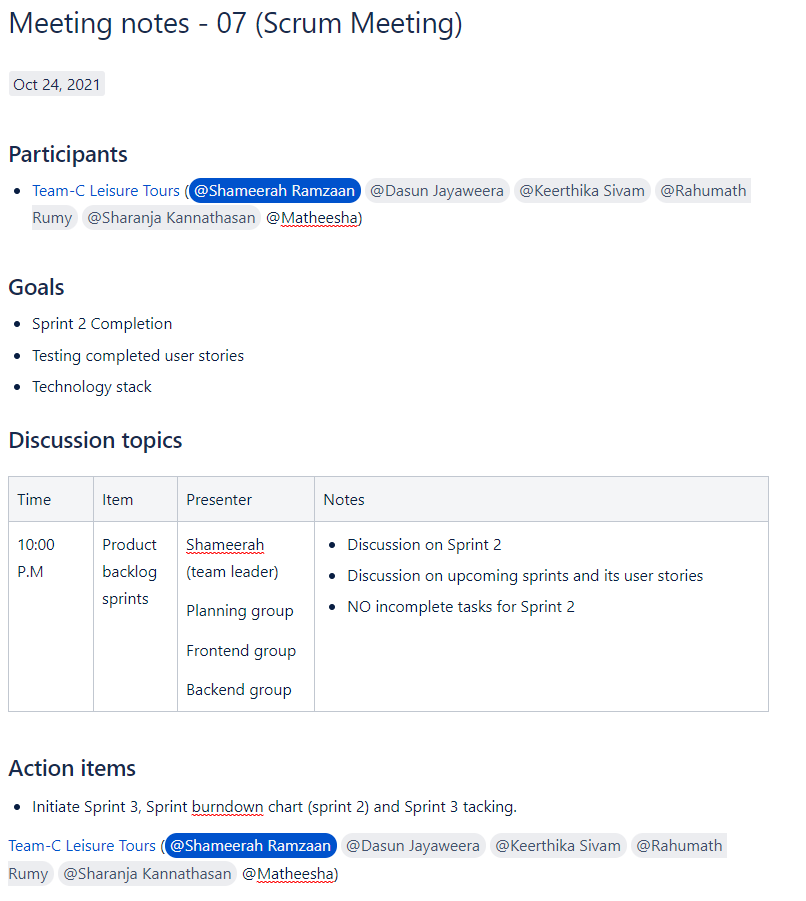 Meeting notes - 07 (Scrum Meeting)
Oct 24, 2021
Participants
• Team-C Leisure Tours (@Shameerah Ramzaan @Dasun Jayaweera @Keerthika Sivam @Rahumath
Rumy @Sharanja Kannathasan @Matheesha)
Goals
• Sprint 2 Completion
• Testing completed user stories
• Technology stack
Discussion topics
Time Item Presenter Notes
10:00
P.M
Product
backlog
sprints
Shameerah
(team leader)
Planning group
Frontend group
Backend group
• Discussion on Sprint 2
• Discussion on upcoming sprints and its user stories
• NO incomplete tasks for Sprint 2
Action items
• Initiate Sprint 3, Sprint burndown chart (sprint 2) and Sprint 3 tacking.
Team-C Leisure Tours (@Shameerah Ramzaan @Dasun Jayaweera @Keerthika Sivam @Rahumath
Rumy @Sharanja Kannathasan @Matheesha)